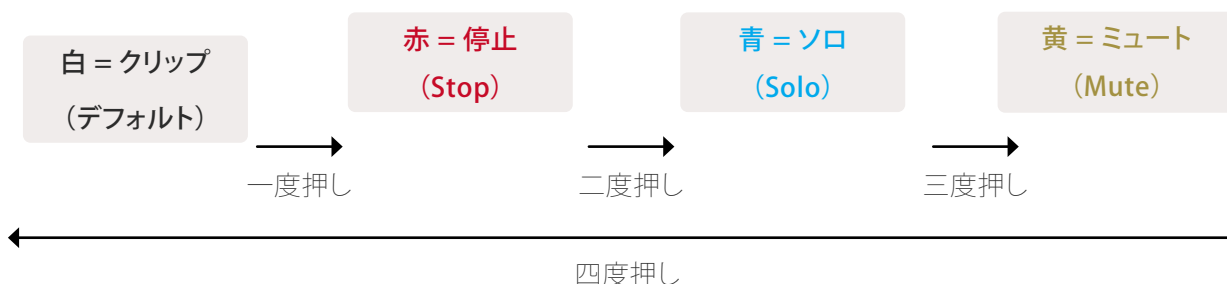 白 = クリップ
（デフォルト）
赤 = 停止
（Stop）
青 = ソロ
（Solo）
黄 = ミュート
（Mute）
一度押し
二度押し
三度押し
四度押し